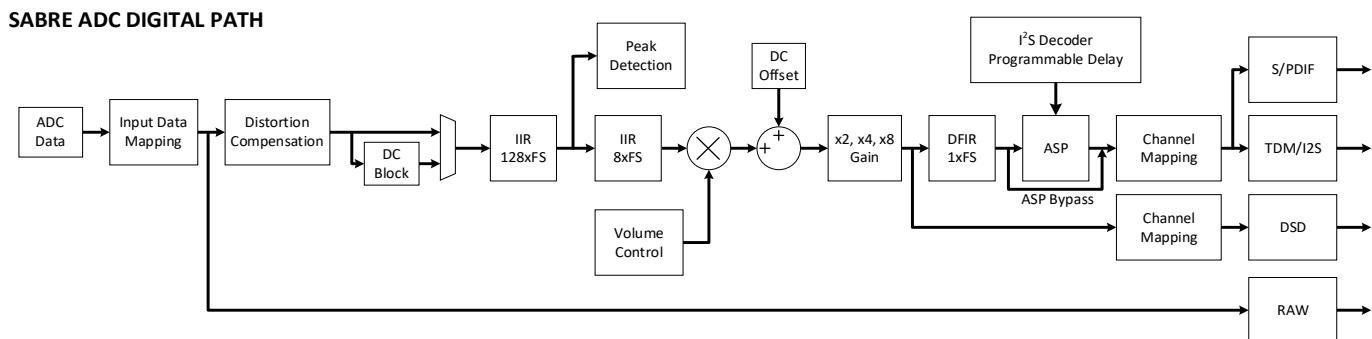 SABRE ADC DIGITAL PATH
Peak
Detection
DC
Offset
I²S Decoder
Programmable Delay
S/PDIF
ADC
Data
Input Data
Mapping
Distortion
Compensation
DC
Block
IIR
128xFS
IIR
8xFS
+
+
x2, x4, x8
Gain
DFIR
1xFS
ASP
ASP Bypass
Channel
Mapping
TDM/I2S
Volume
Control
Channel
Mapping
DSD
RAW